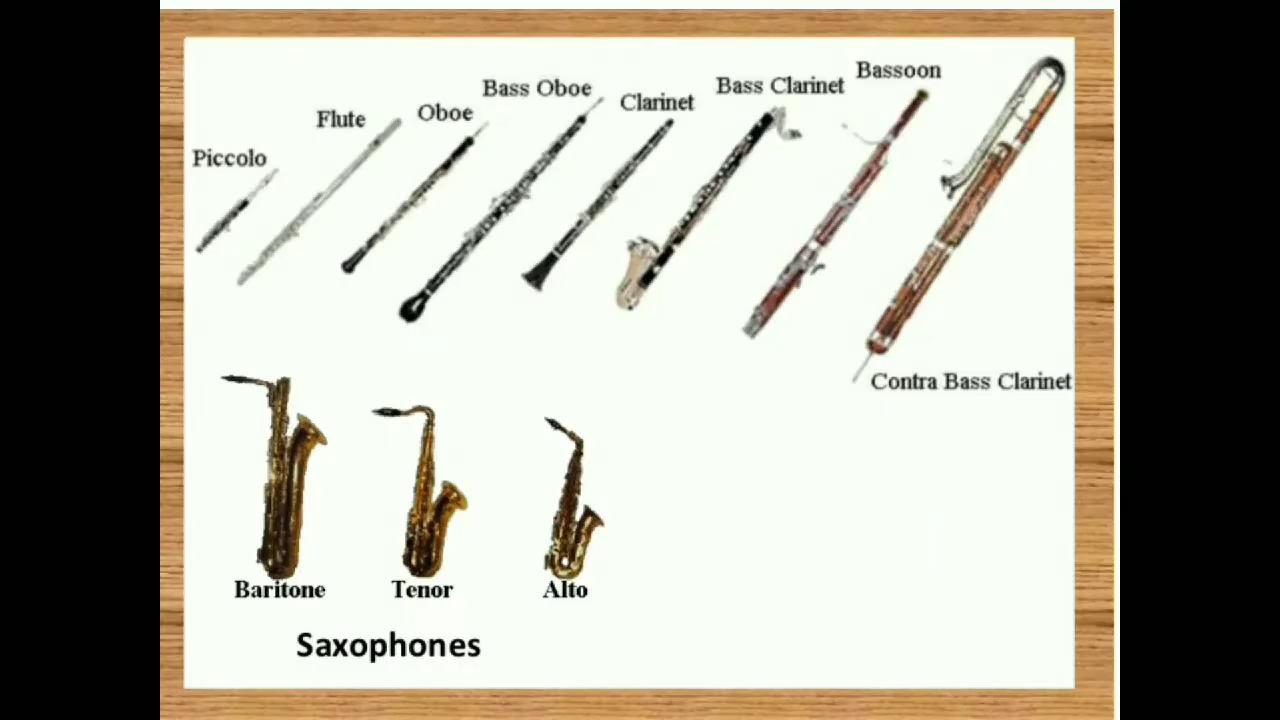 Piccolo
Flute
Oboe
Bass Oboe
Clarinet
Bass Clarinet
Bassoon
Contra Bass Clarinet
Baritone
Tenor
Alto
Saxophones